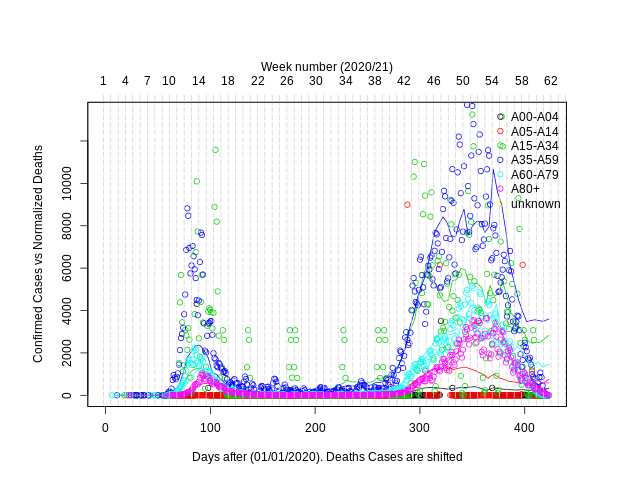 Week number (2020/21)
1 4 7 10 14 18 22 26 30 34 38 42 46 50 54 58 62
Confirmed Cases vs Normalized Deaths
0 2000 4000 6000 8000 10000
A00-A04
A05-A14
A15-A34
A35-A59
A60-A79
A80+
unknown
0 100 200 300 400
Days after (01/01/2020). Deaths Cases are shifted